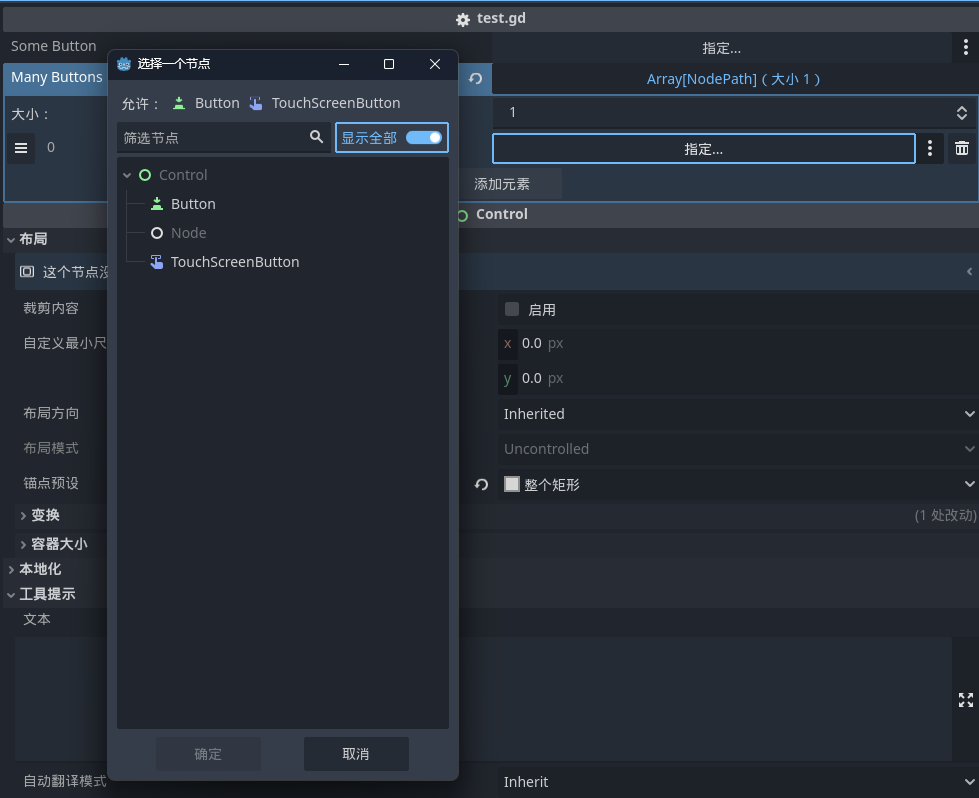 test.gd
Some Button
指定...
选择一个节点
Many Buttons
Array[NodePath]（大小 1）
允许： Button TouchScreenButton
大小：
1
筛选节点
显示全部
0
指定...
Control
添加元素
Button
Control
Node
布局
TouchScreenButton
这个节点没
裁剪内容
启用
自定义最小尺
x 0.0 px
y 0.0 px
布局方向
Inherited
布局模式
Uncontrolled
锚点预设
整个矩形
变换
(1 处改动)
容器大小
本地化
工具提示
文本
确定
取消
自动翻译模式
Inherit